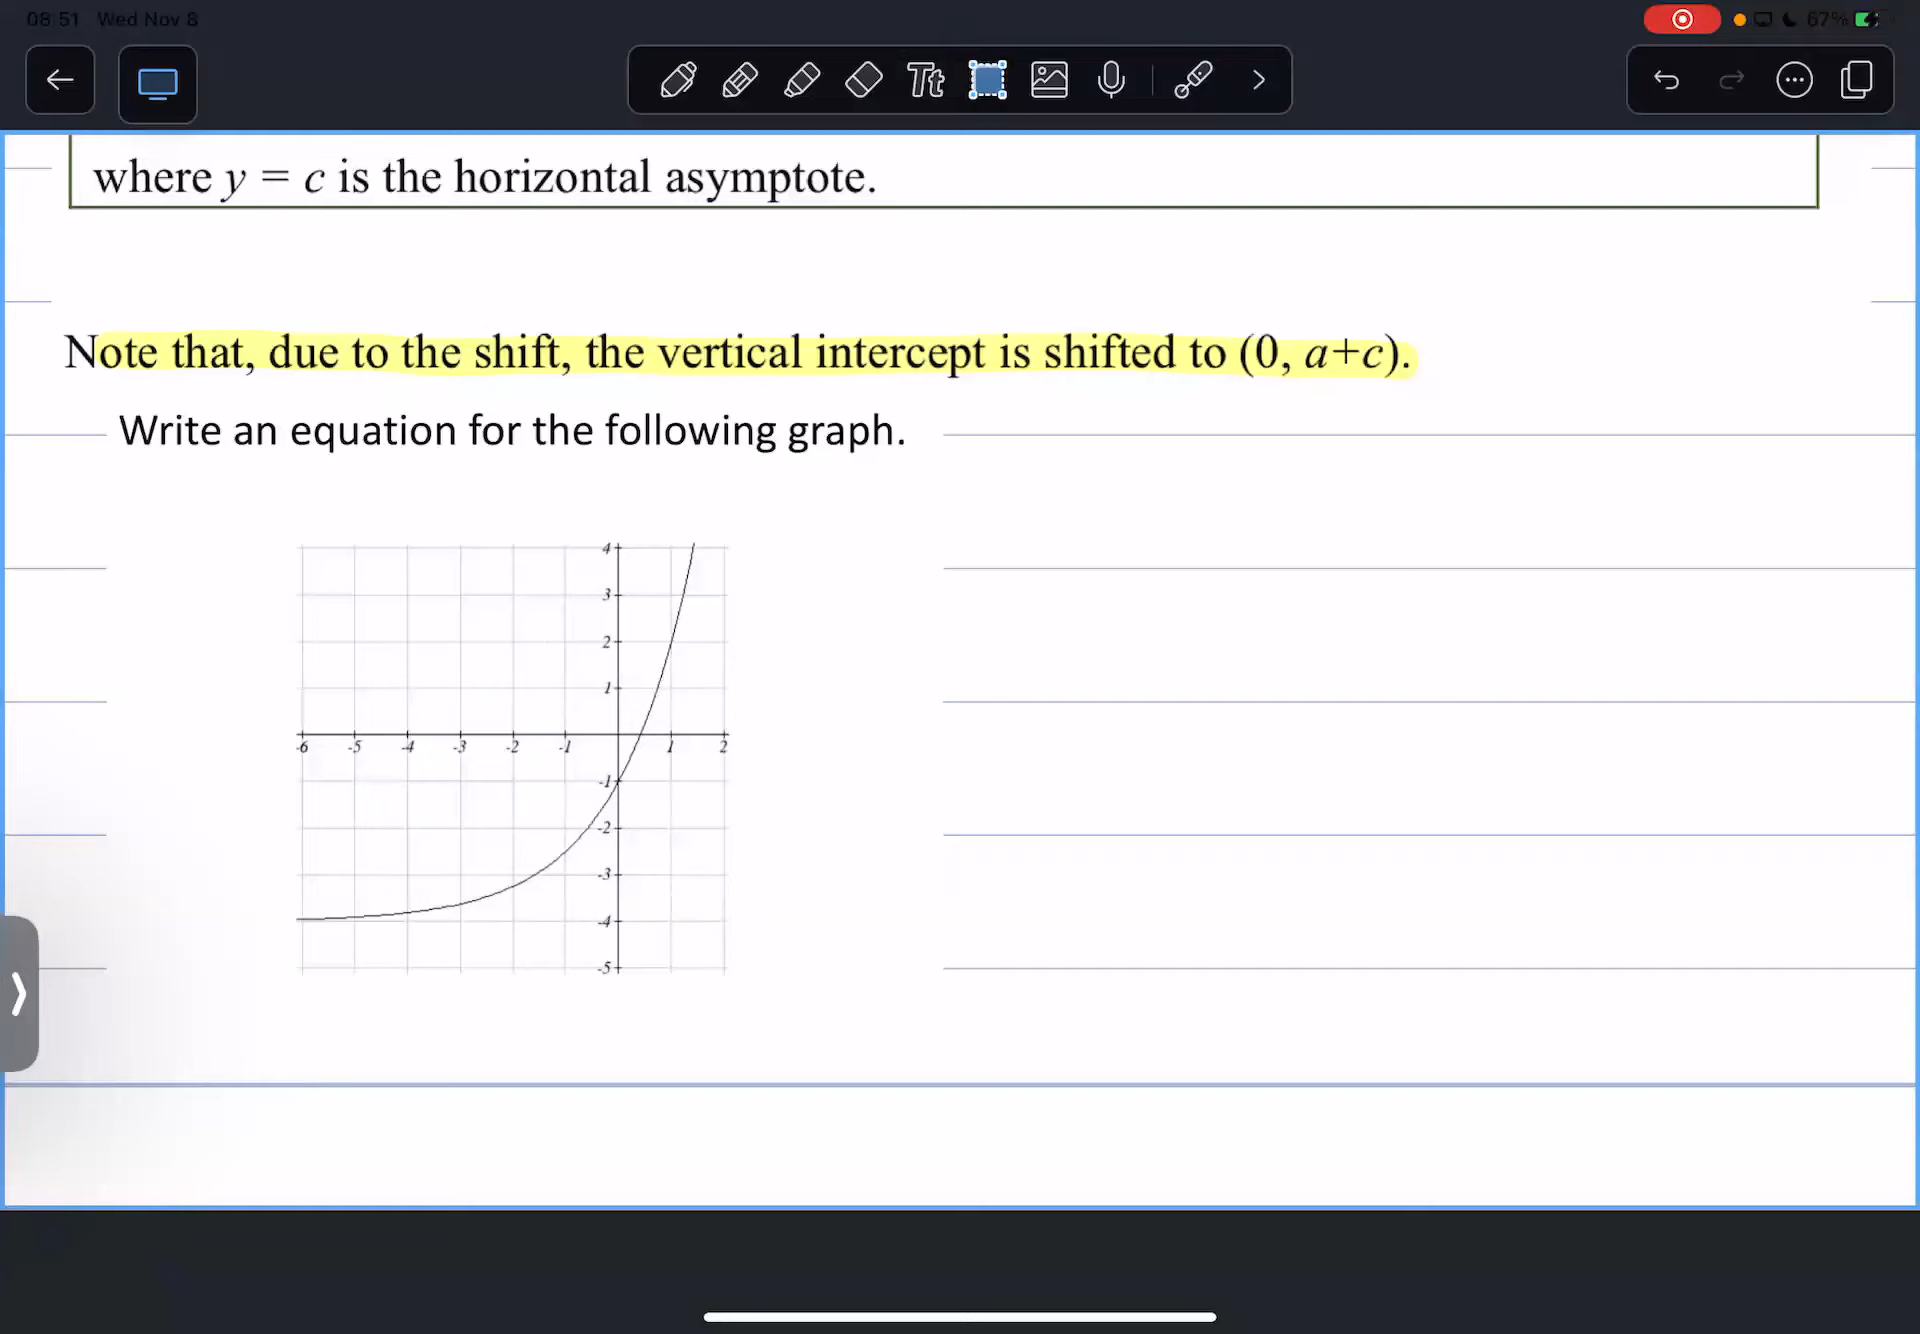 08:51 Wed Nov 8
67%
Tt
where y = c is the horizontal asymptote.
Note that, due to the shift, the vertical intercept is shifted to (0, a+c).
Write an equation for the following graph.
4
3
2
1
-6 -5 -4 -3 -2 -1 1 2
-1
-2
-3
-4
-5